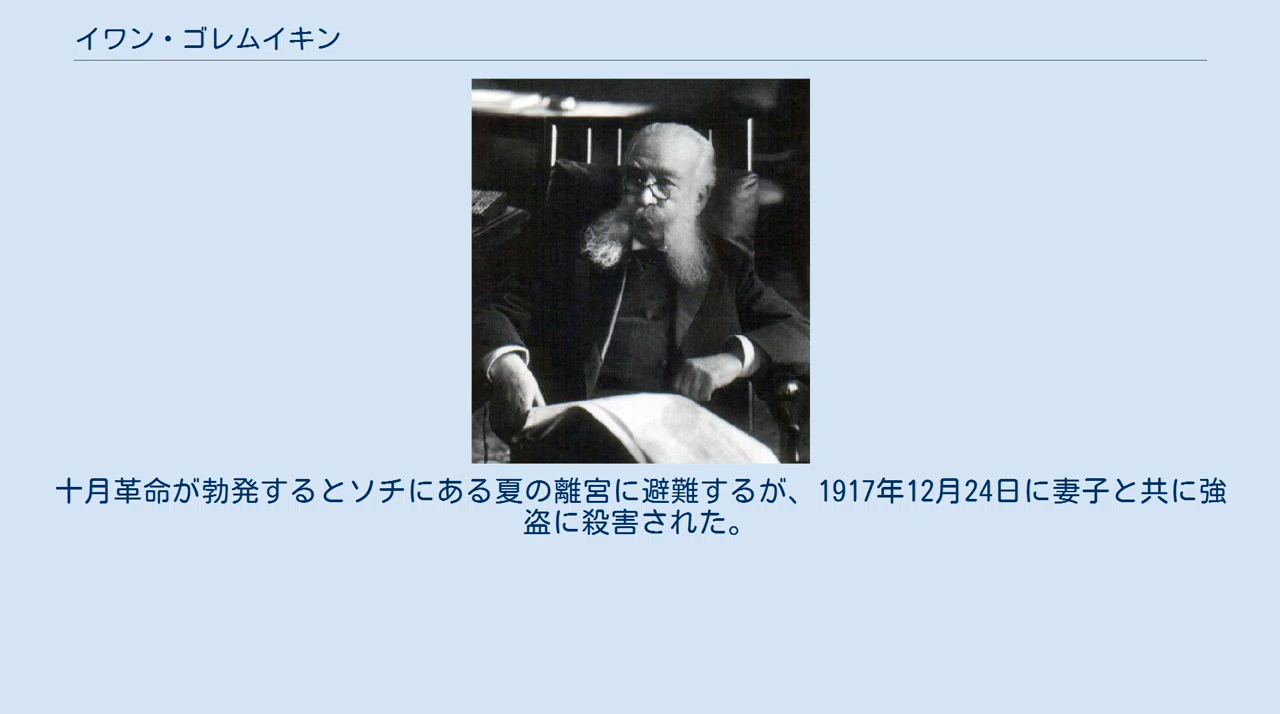 イワン・ゴレムイキン
十月革命が勃発するとソチにある夏の離宮に避難するが、1917年12月24日に妻子と共に強
盗に殺害された。